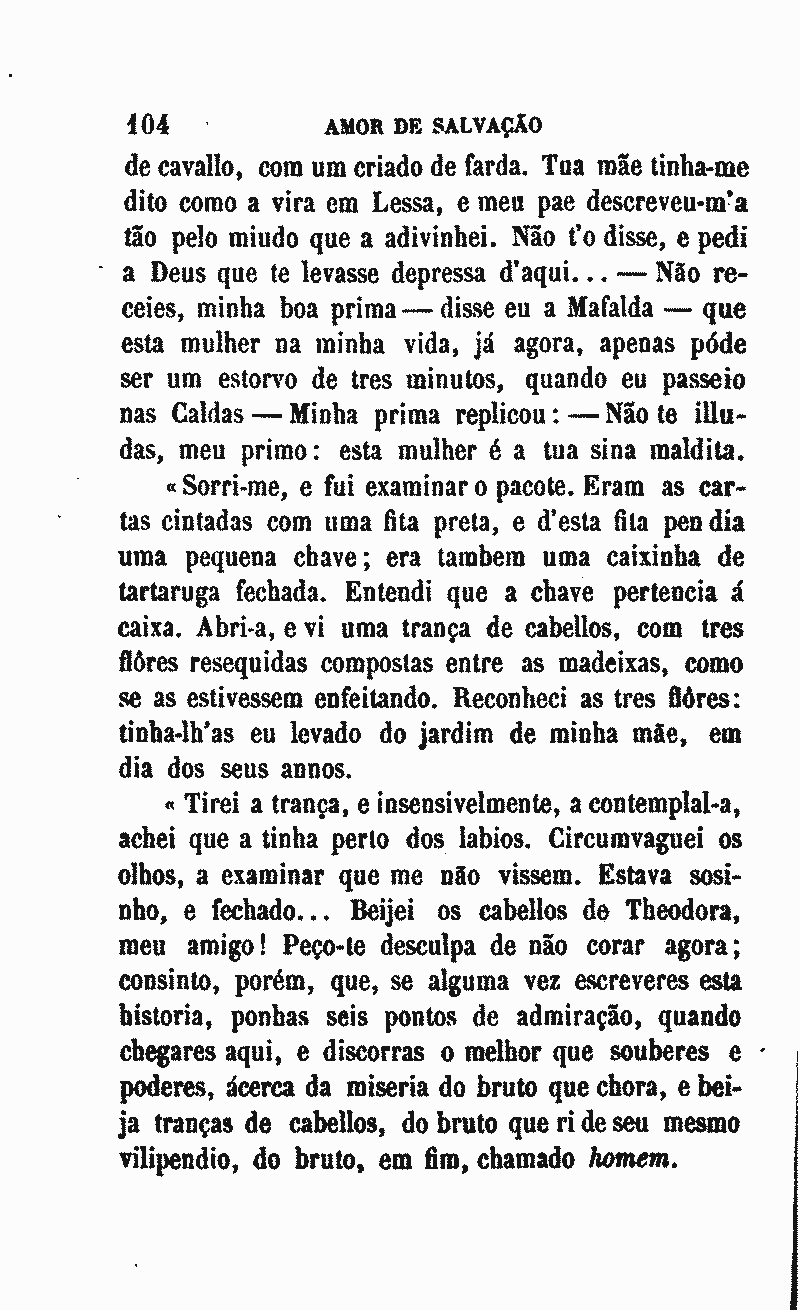 104 AMOR DE SALVAÇÃO
de cavallo, com um criado de farda. Tua mãe tinha-me
dito como a vira em Lessa, e meu pae descreveu-m'a
tão pelo miudo que a adivinhei. Não t'o disse, e pedi
a Deus que te levasse depressa d'aqui... — Não re-
ceies, minha boa prima — disse eu a Mafalda — que
esta mulher na minha vida, já agora, apenas póde
ser um estorvo de tres minutos, quando eu passeio
nas Caldas — Minha prima replicou: — Não te illu-
das, meu primo: esta mulher é a tua sina maldita.
«Sorri-me, e fui examinar o pacote. Eram as car-
tas cintadas com uma fita preta, e d'esta fita pendia
uma pequena chave; era tambem uma caixinha de
tartaruga fechada. Entendi que a chave pertencia á
caixa. Abri-a, e vi uma trança de cabellos, com tres
flôres resequidas compostas entre as madeixas, como
se as estivessem enfeitando. Reconheci as tres flôres:
tinha-lh'as eu levado do jardim de minha mãe, em
dia dos seus annos.
« Tirei a trança, e insensivelmente, a contemplal-a,
achei que a tinha perto dos labios. Circumvaguei os
olhos, a examinar que me não vissem. Estava sosi-
nho, e fechado... Beijei os cabellos de Theodora,
meu amigo! Peço-te desculpa de não corar agora;
consinto, porém, que, se alguma vez escreveres esta
historia, ponhas seis pontos de admiração, quando
chegares aqui, e discorras o melhor que souberes e
poderes, ácerca da miseria do bruto que chora, e bei-
ja tranças de cabellos, do bruto que ri de seu mesmo
vilipendio, do bruto, em fim, chamado homem.